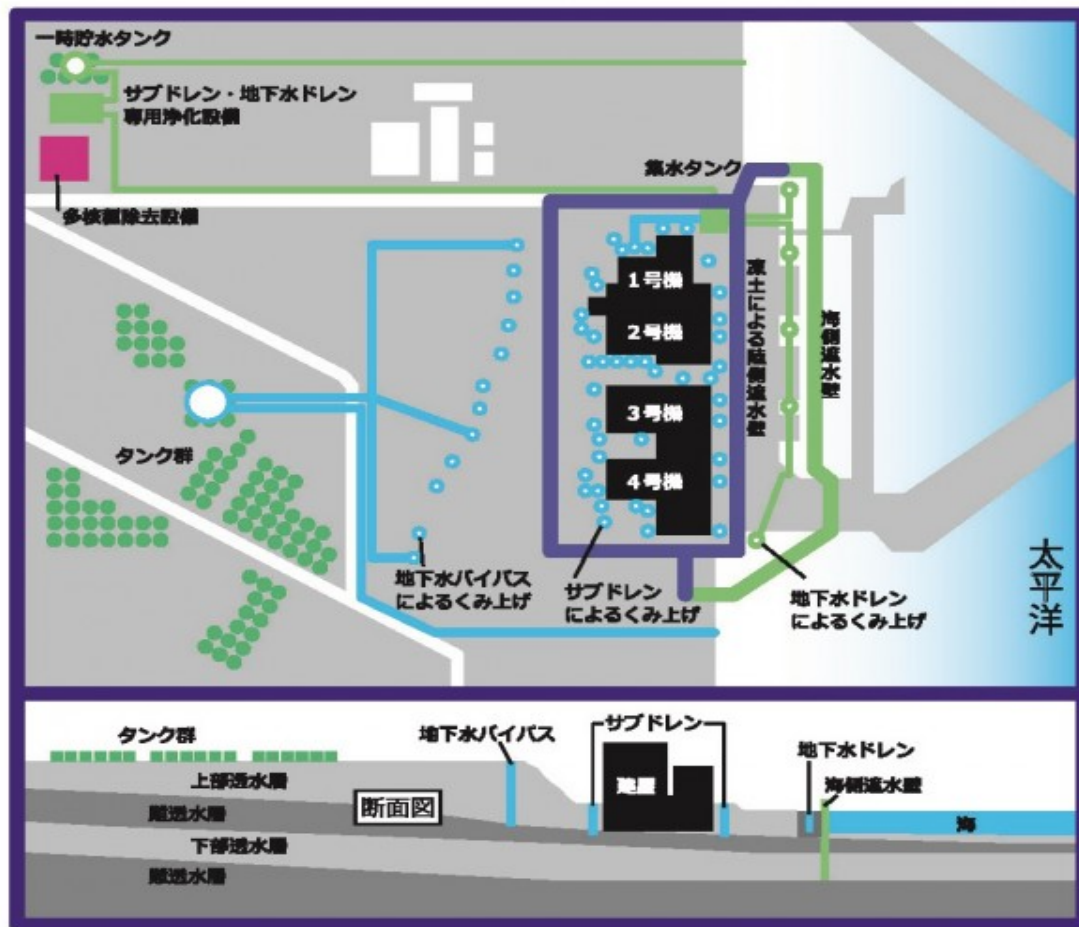 一時貯水タンク
サブドレン・地下水ドレン
専用浄化設備
多核種除去設備
集水タンク
1号機
2号機
3号機
4号機
凍土による陸側遮水壁
海側遮水壁
タンク群
地下水バイパス
によるくみ上げ
サブドレン
によるくみ上げ
地下水ドレン
によるくみ上げ
太平洋
タンク群
地下水バイパス
サブドレン
地下水ドレン
海側遮水壁
上部透水層
難透水層
断面図
建屋
海
下部透水層
難透水層